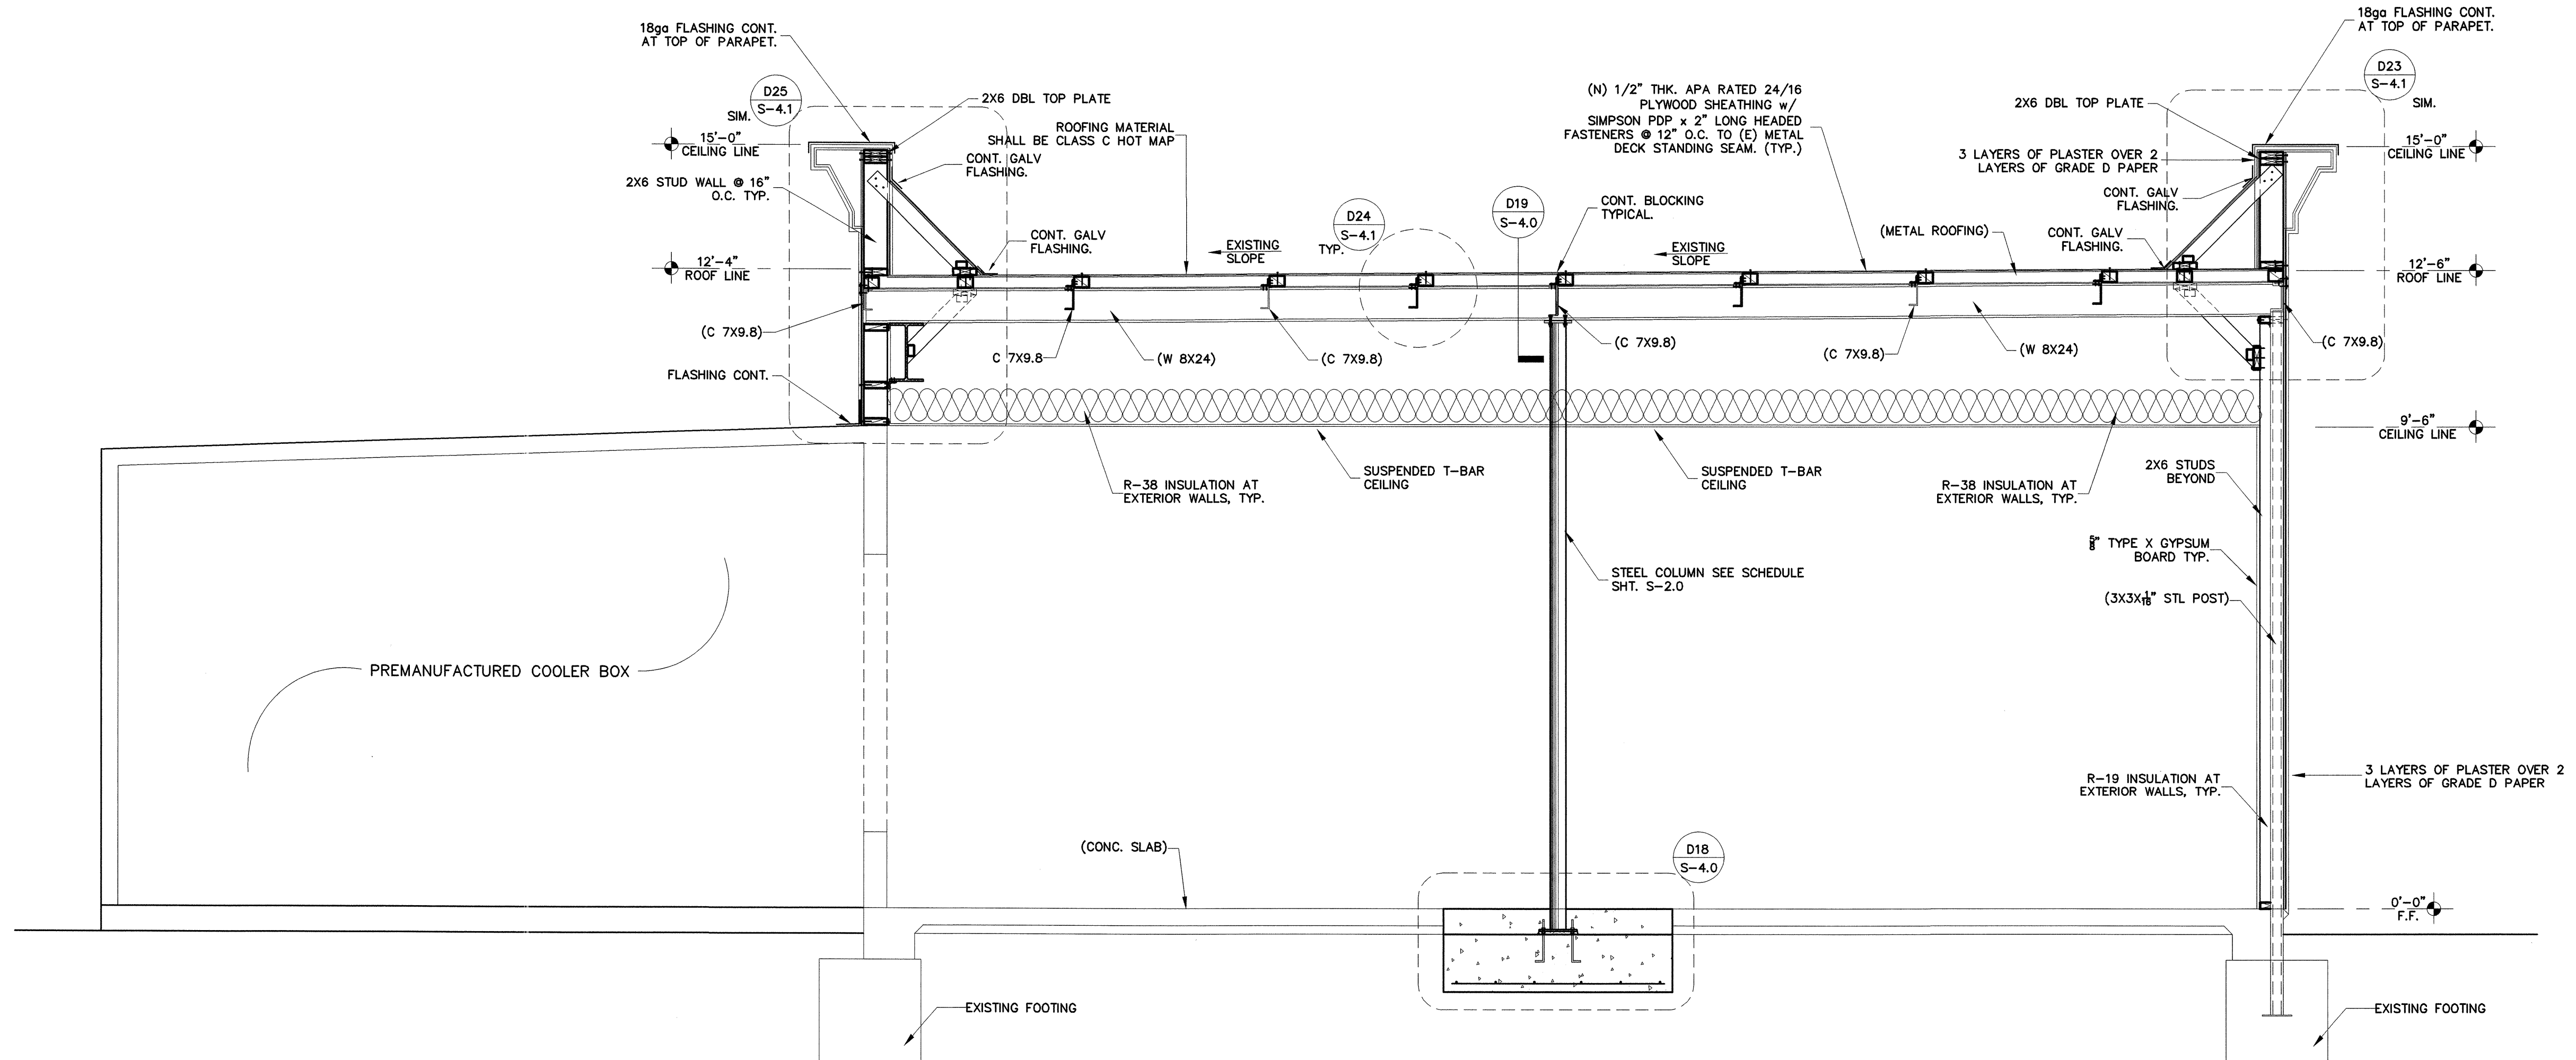 18ga FLASHING CONT.
AT TOP OF PARAPET.
18ga FLASHING CONT.
AT TOP OF PARAPET.
D25
S-4.1
SIM.
2X6 DBL TOP PLATE
ROOFING MATERIAL
SHALL BE CLASS C HOT MAP
(N) 1/2" THK. APA RATED 24/16
PLYWOOD SHEATHING w/
SIMPSON PDP x 2" LONG HEADED
FASTENERS @ 12" O.C. TO (E) METAL
DECK STANDING SEAM. (TYP.)
2X6 DBL TOP PLATE
D23
S-4.1
SIM.
15'-0"
CEILING LINE
CONT. GALV
FLASHING.
3 LAYERS OF PLASTER OVER 2
LAYERS OF GRADE D PAPER
15'-0"
CEILING LINE
2X6 STUD WALL @ 16"
O.C. TYP.
CONT. GALV
FLASHING.
D24
S-4.1
TYP.
D19
S-4.0
CONT. BLOCKING
TYPICAL.
CONT. GALV
FLASHING.
EXISTING
SLOPE
EXISTING
SLOPE
(METAL ROOFING)
CONT. GALV
FLASHING.
12'-4"
ROOF LINE
12'-6"
ROOF LINE
(C 7X9.8)
C 7X9.8
(W 8X24)
(C 7X9.8)
(C 7X9.8)
(C 7X9.8)
(W 8X24)
(C 7X9.8)
FLASHING CONT.
9'-6"
CEILING LINE
R-38 INSULATION AT
EXTERIOR WALLS, TYP.
SUSPENDED T-BAR
CEILING
SUSPENDED T-BAR
CEILING
R-38 INSULATION AT
EXTERIOR WALLS, TYP.
2X6 STUDS
BEYOND
5/8" TYPE X GYPSUM
BOARD TYP.
STEEL COLUMN SEE SCHEDULE
SHT. S-2.0
(3X3X1/16" STL POST)
PREMANUFACTURED COOLER BOX
R-19 INSULATION AT
EXTERIOR WALLS, TYP.
3 LAYERS OF PLASTER OVER 2
LAYERS OF GRADE D PAPER
(CONC. SLAB)
D18
S-4.0
0'-0"
F.F.
EXISTING FOOTING
EXISTING FOOTING